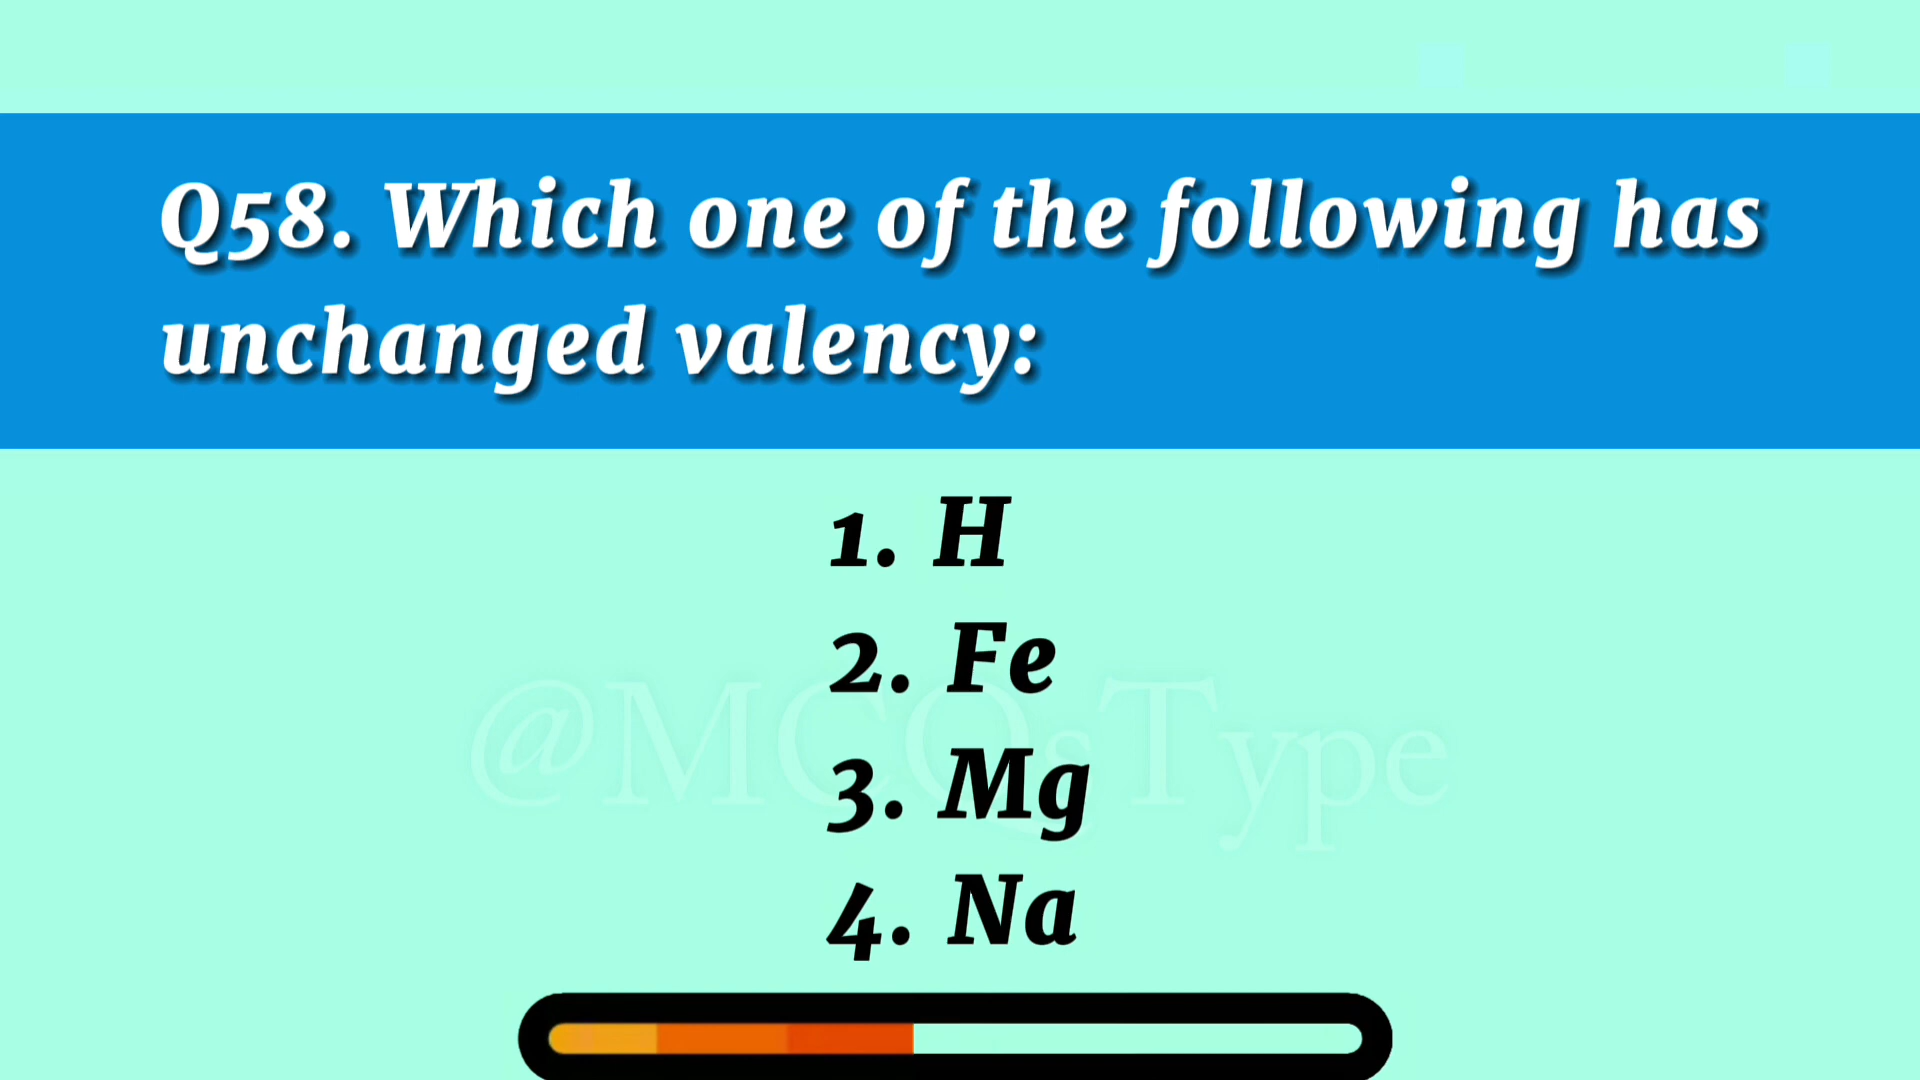 Q58. Which one of the following has
unchanged valency:
1. H
2. Fe
@MCQsType
3. Mg
4. Na